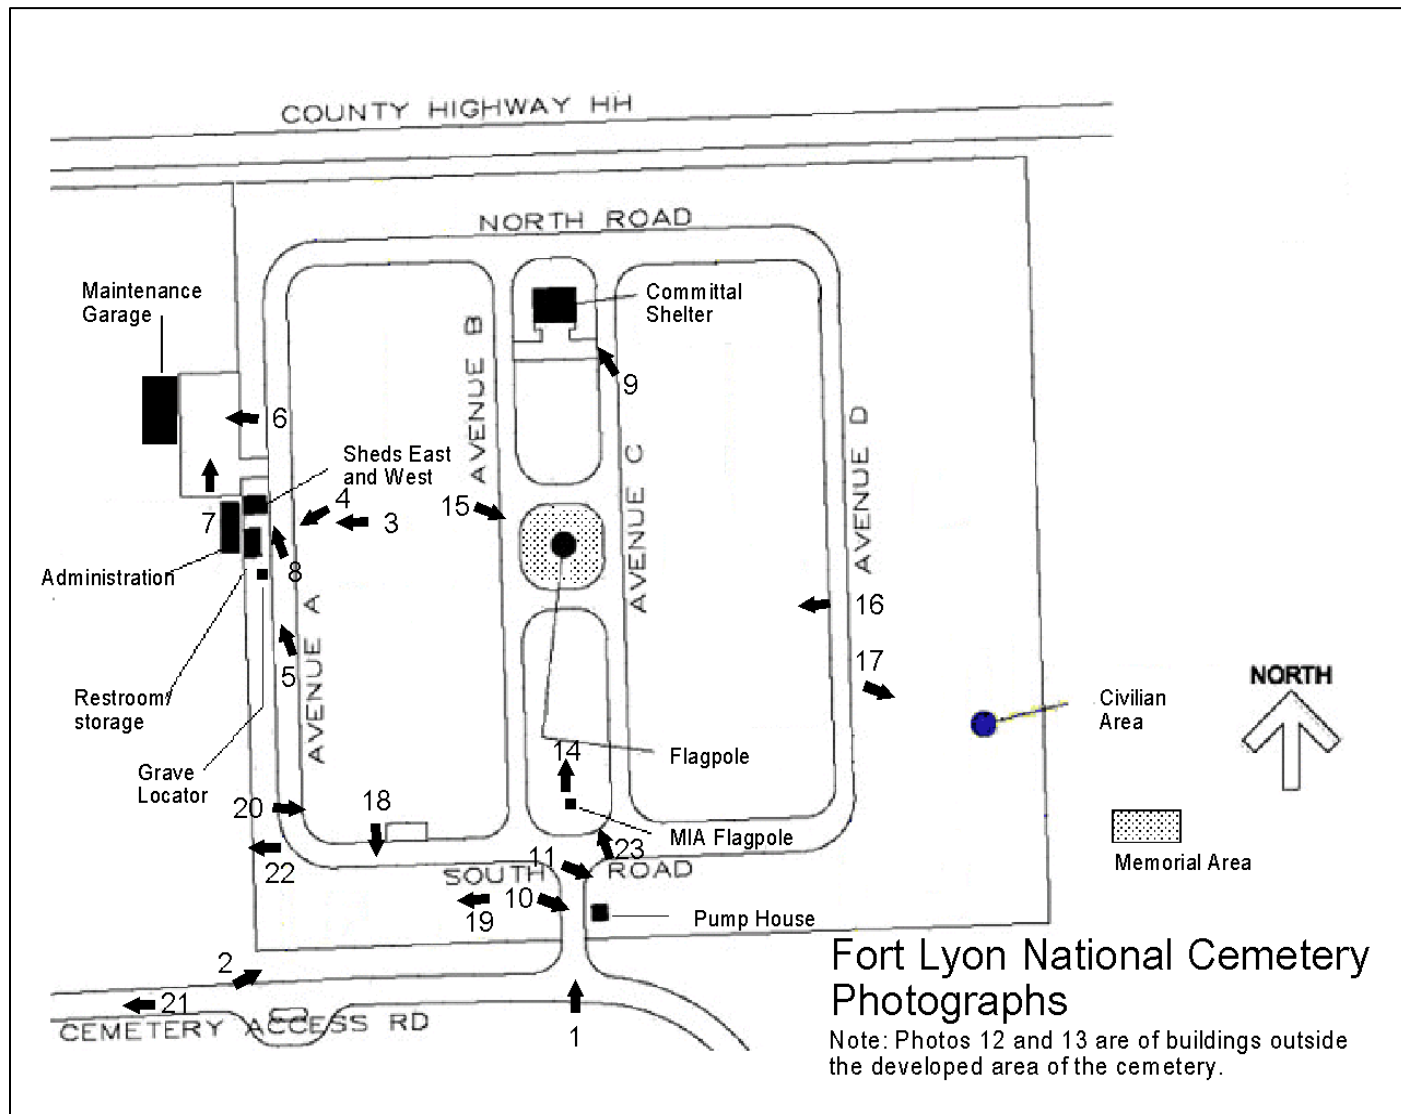 COUNTY HIGHWAY HH
NORTH ROAD
Maintenance
Garage
Committal
Shelter
AVENUE B
9
6
AVENUE C
AVENUE D
Sheds East
and West
4
3
15
7
Administration
8
16
AVENUE A
5
17
NORTH
Restroom/
storage
Civilian
Area
14
Flagpole
Grave
Locator
20
18
MIA Flagpole
23
11
22
SOUTH ROAD
Memorial Area
10
19
Pump House
2
21
CEMETERY ACCESS RD
1
Fort Lyon National Cemetery
Photographs
Note: Photos 12 and 13 are of buildings outside
the developed area of the cemetery.